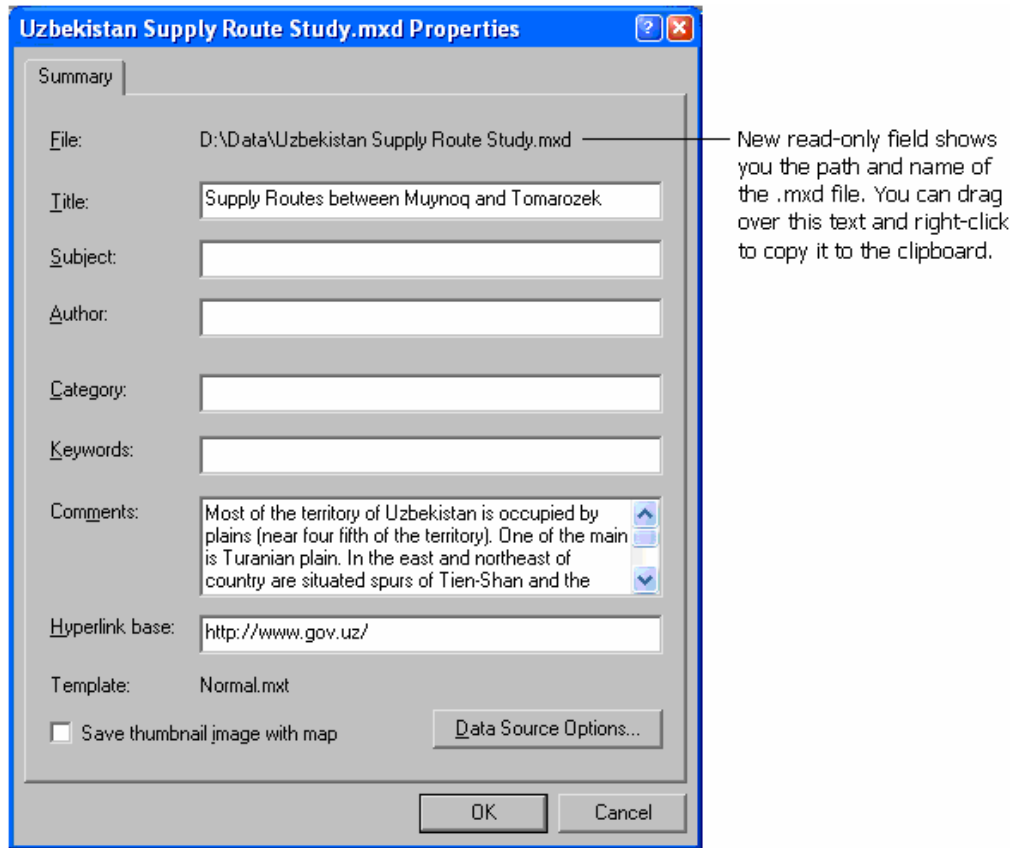 Uzbekistan Supply Route Study.mxd Properties
Summary
File: D:\Data\Uzbekistan Supply Route Study.mxd
New read-only field shows
you the path and name of
the .mxd file. You can drag
over this text and right-click
to copy it to the clipboard.
Title: Supply Routes between Muynoq and Tomarozek
Subject:
Author:
Category:
Keywords:
Comments: Most of the territory of Uzbekistan is occupied by
plains (near four fifth of the territory). One of the main
is Turanian plain. In the east and northeast of
country are situated spurs of Tien-Shan and the
Hyperlink base: http://www.gov.uz/
Template: Normal.mxt
Save thumbnail image with map
Data Source Options...
OK Cancel